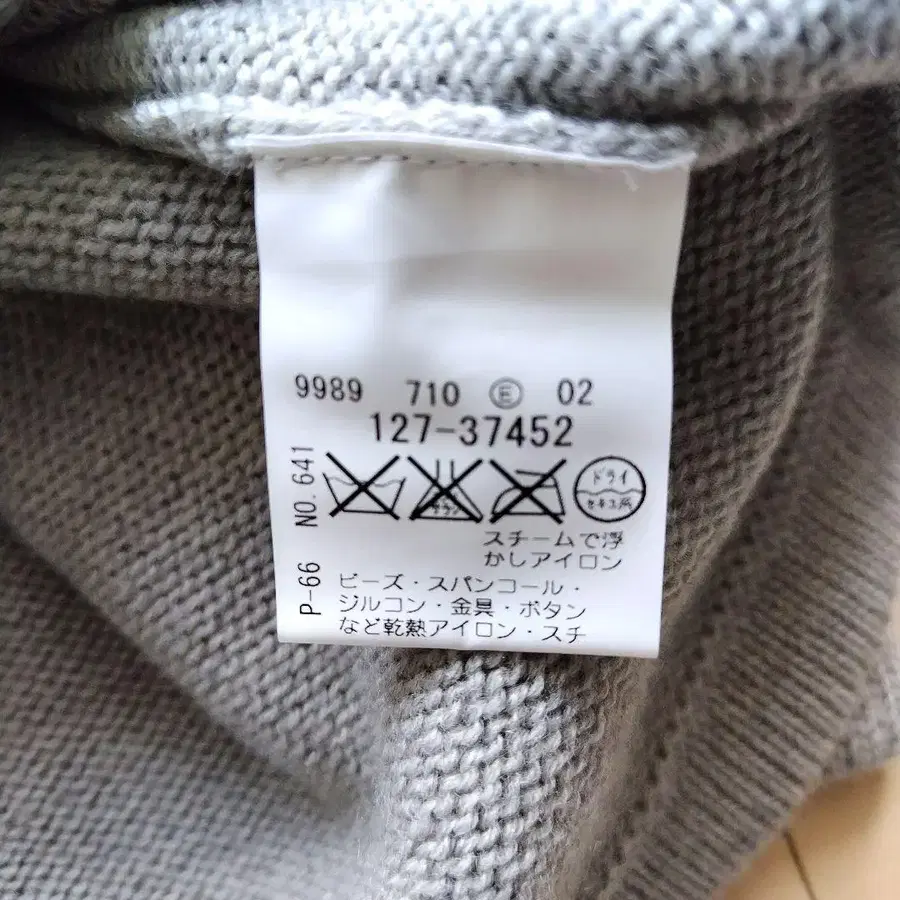 9989 710 Ⓔ 02
127-37452
NO. 641
P-66
ドライ
セキユ系
スチームで浮
かしアイロン
ビーズ・スパンコール・
ジルコン・金具・ボタン
など乾熱アイロン・スチ